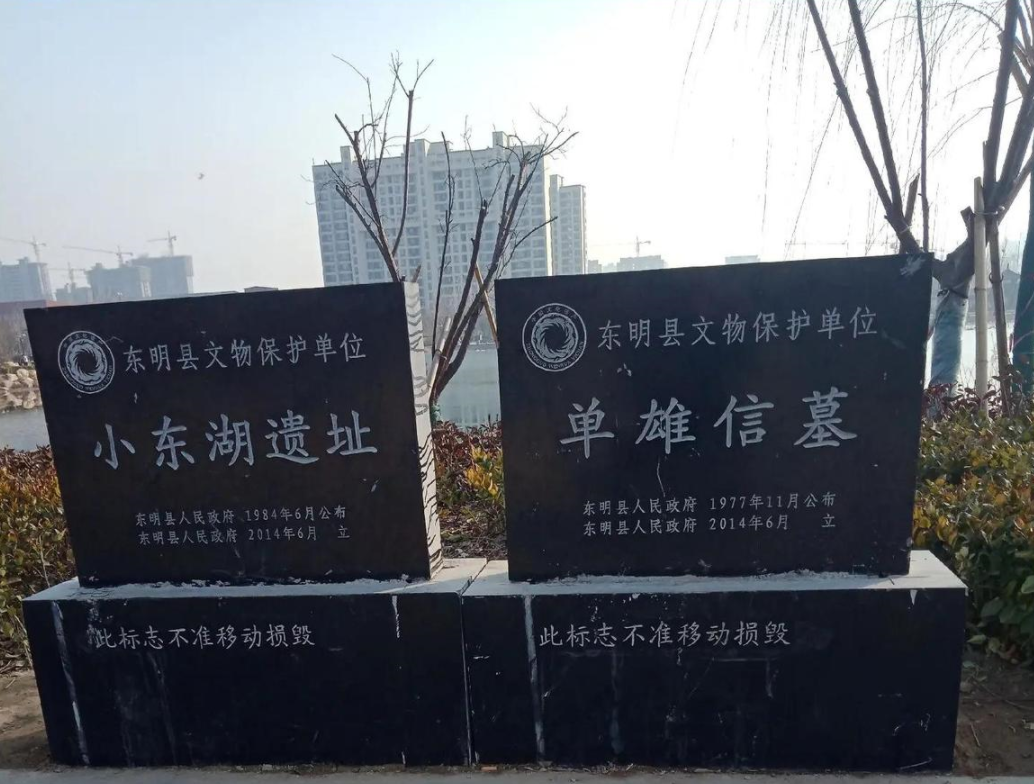 东明县文物保护单位
小东湖遗址
东明县人民政府 1984年6月公布
东明县人民政府 2014年6月 立
此标志不准移动损毁
东明县文物保护单位
单雄信墓
东明县人民政府 1977年11月公布
东明县人民政府 2014年6月 立
此标志不准移动损毁